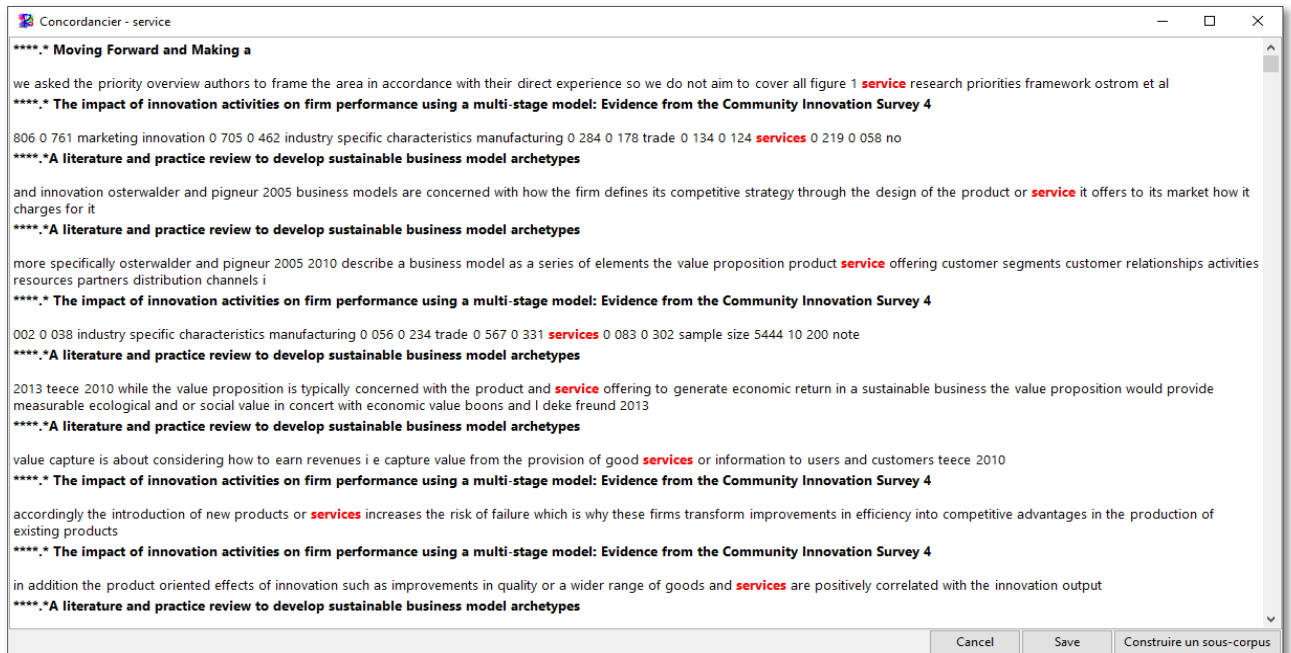 Concordancier - service
****.* Moving Forward and Making a
we asked the priority overview authors to frame the area in accordance with their direct experience so we do not aim to cover all figure 1 service research priorities framework ostrom et al
****.* The impact of innovation activities on firm performance using a multi-stage model: Evidence from the Community Innovation Survey 4
806 0 761 marketing innovation 0 705 0 462 industry specific characteristics manufacturing 0 284 0 178 trade 0 134 0 124 services 0 219 0 058 no
****.*A literature and practice review to develop sustainable business model archetypes
and innovation osterwalder and pigneur 2005 business models are concerned with how the firm defines its competitive strategy through the design of the product or service it offers to its market how it
charges for it
****.*A literature and practice review to develop sustainable business model archetypes
more specifically osterwalder and pigneur 2005 2010 describe a business model as a series of elements the value proposition product service offering customer segments customer relationships activities
resources partners distribution channels i
****.* The impact of innovation activities on firm performance using a multi-stage model: Evidence from the Community Innovation Survey 4
002 0 038 industry specific characteristics manufacturing 0 056 0 234 trade 0 567 0 331 services 0 083 0 302 sample size 5444 10 200 note
****.*A literature and practice review to develop sustainable business model archetypes
2013 teece 2010 while the value proposition is typically concerned with the product and service offering to generate economic return in a sustainable business the value proposition would provide
measurable ecological and or social value in concert with economic value boons and l deke freund 2013
****.*A literature and practice review to develop sustainable business model archetypes
value capture is about considering how to earn revenues i e capture value from the provision of good services or information to users and customers teece 2010
****.* The impact of innovation activities on firm performance using a multi-stage model: Evidence from the Community Innovation Survey 4
accordingly the introduction of new products or services increases the risk of failure which is why these firms transform improvements in efficiency into competitive advantages in the production of
existing products
****.* The impact of innovation activities on firm performance using a multi-stage model: Evidence from the Community Innovation Survey 4
in addition the product oriented effects of innovation such as improvements in quality or a wider range of goods and services are positively correlated with the innovation output
****.*A literature and practice review to develop sustainable business model archetypes
Cancel Save Construire un sous-corpus